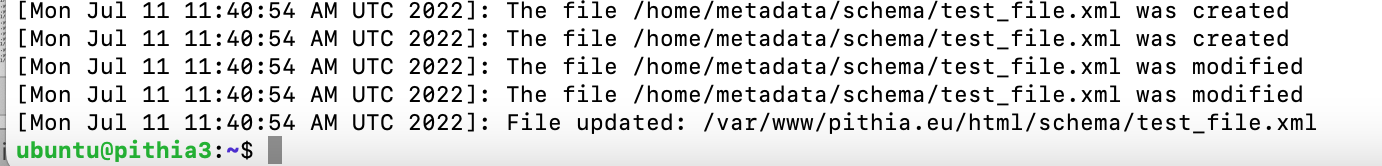 [Mon Jul 11 11:40:54 AM UTC 2022]: The file /home/metadata/schema/test_file.xml was created
[Mon Jul 11 11:40:54 AM UTC 2022]: The file /home/metadata/schema/test_file.xml was created
[Mon Jul 11 11:40:54 AM UTC 2022]: The file /home/metadata/schema/test_file.xml was modified
[Mon Jul 11 11:40:54 AM UTC 2022]: The file /home/metadata/schema/test_file.xml was modified
[Mon Jul 11 11:40:54 AM UTC 2022]: File updated: /var/www/pithia.eu/html/schema/test_file.xml
ubuntu@pithia3:~$